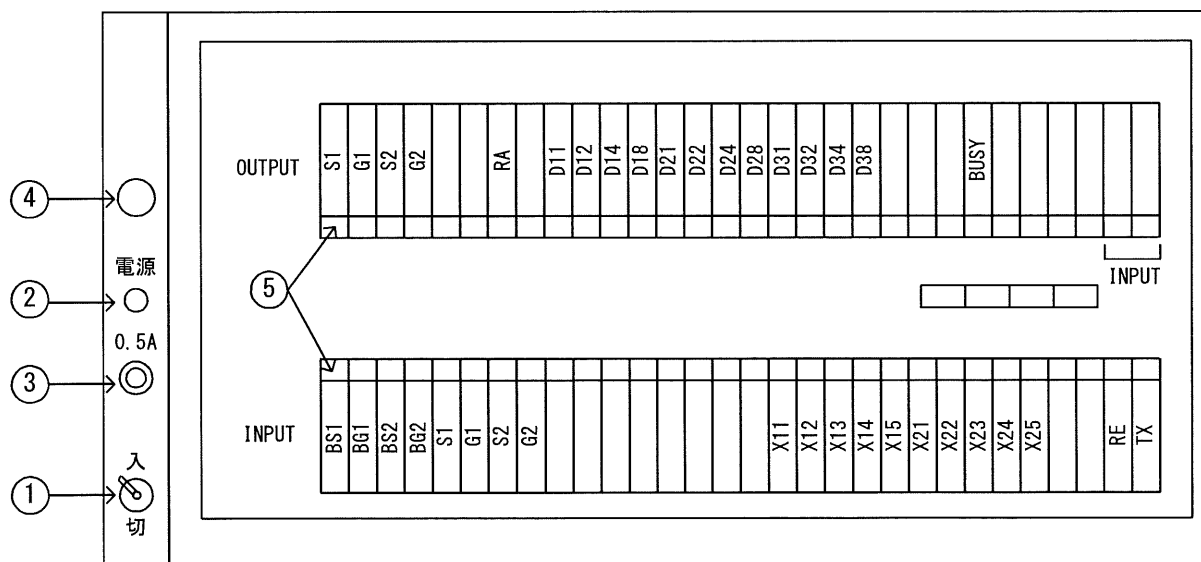 OUTPUT S1 G1 S2 G2 RA D11 D12 D14 D18 D21 D22 D24 D28 D31 D32 D34 D38 BUSY
④
電源
② ⑤ INPUT
0.5A
③
INPUT BS1 BG1 BS2 BG2 S1 G1 S2 G2 X11 X12 X13 X14 X15 X21 X22 X23 X24 X25 RE TX
入
①
切